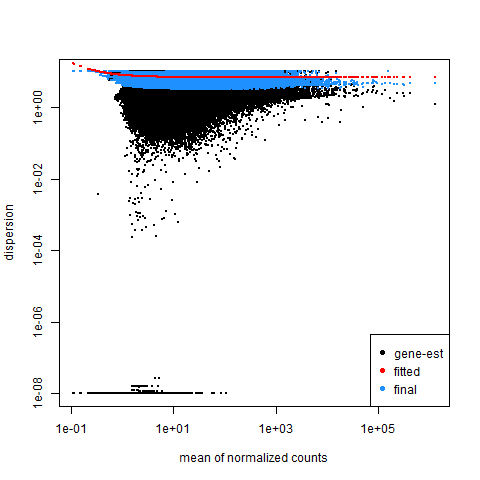 dispersion
1e+00
1e-02
1e-04
1e-06
1e-08
gene-est
fitted
final
1e-01
1e+01
1e+03
1e+05
mean of normalized counts